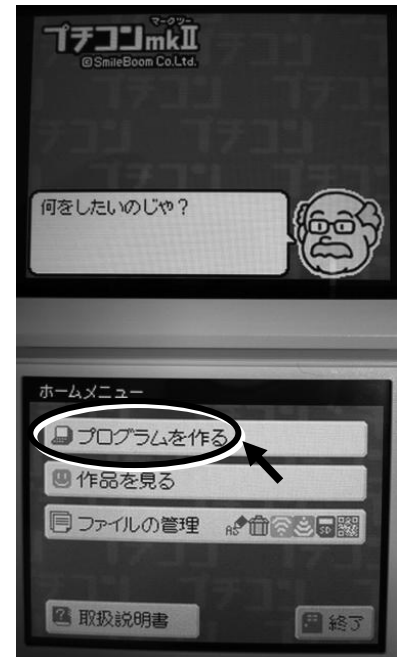 マークツー
プチコンmkII
©SmileBoom Co.Ltd.
何をしたいのじゃ?
ホームメニュー
プログラムを作る
作品を見る
ファイルの管理
SD
取扱説明書
終了